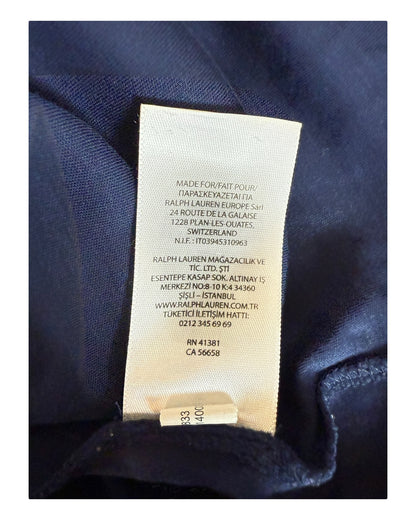 MADE FOR/FAIT POUR/
ΠΑΡΑΣΚΕΥΑΖΕΤΑΙ ΓΙΑ
RALPH LAUREN EUROPE Sàrl
24 ROUTE DE LA GALAISE
1228 PLAN-LES-OUATES,
SWITZERLAND
N.I.F.: IT03945310963
RALPH LAUREN MAĞAZACILIK VE
TİC. LTD. ŞTİ
ESENTEPE KASAP SOK. ALTINAY İŞ
MERKEZİ NO:8-10 K:4 34360
ŞİŞLİ – İSTANBUL
WWW.RALPHLAUREN.COM.TR
TÜKETİCİ İLETİŞİM HATTI:
0212 345 69 69
RN 41381
CA 56658